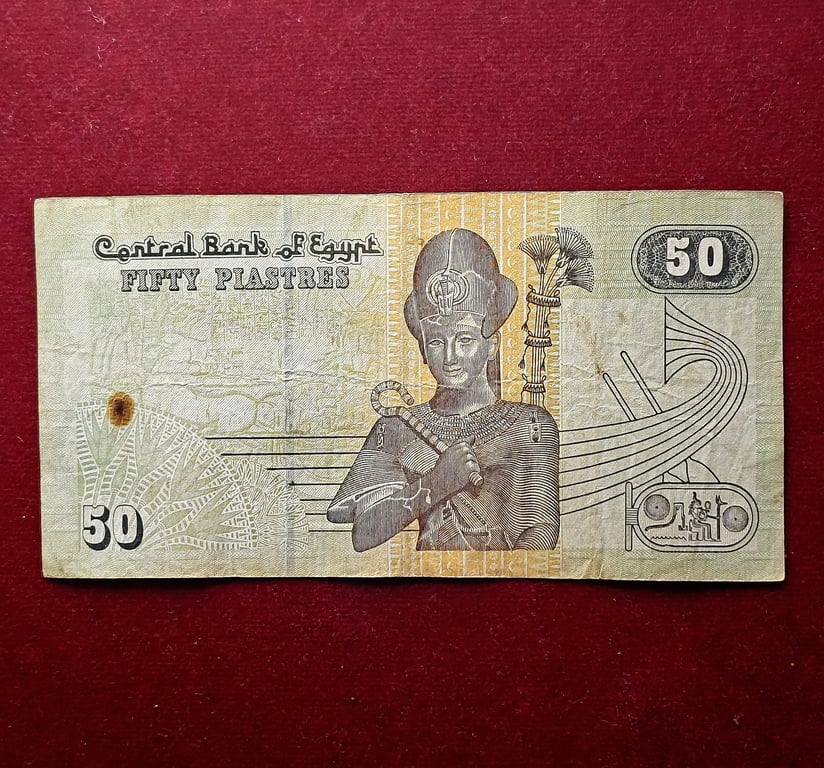 Central Bank of Egypt
FIFTY PIASTRES
50
50